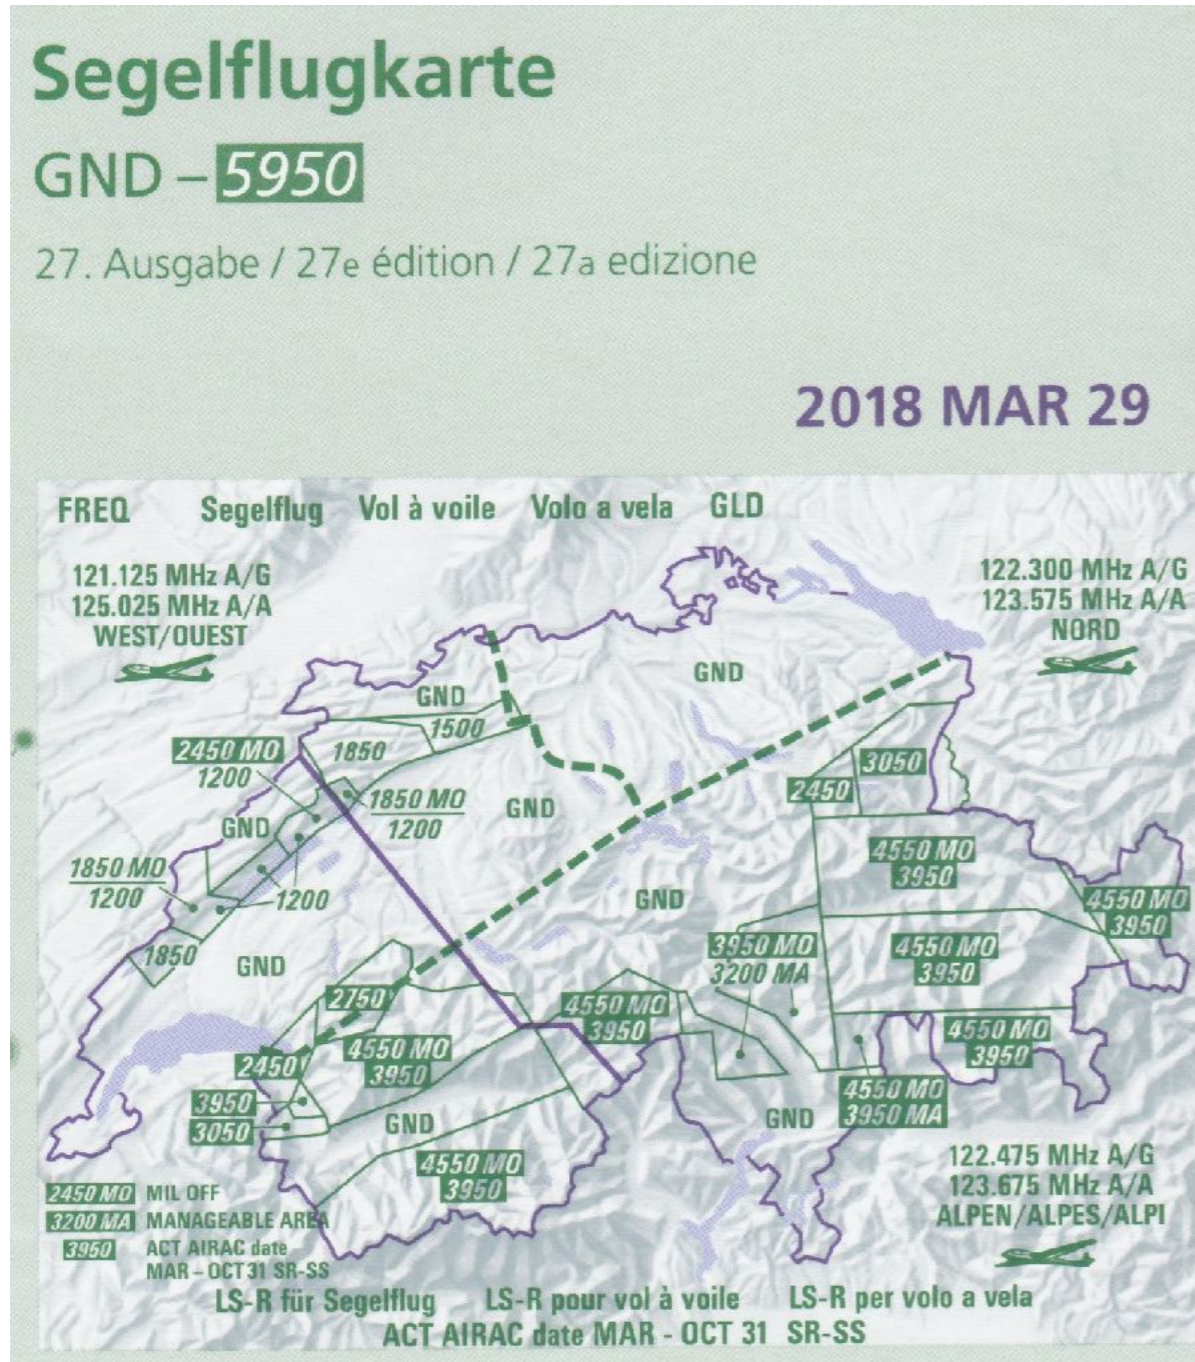 Segelflugkarte
GND – 5950
27. Ausgabe / 27e édition / 27a edizione
2018 MAR 29
FREQ Segelflug Vol à voile Volo a vela GLD
121.125 MHz A/G
125.025 MHz A/A
WEST/OUEST
122.300 MHz A/G
123.575 MHz A/A
NORD
GND
GND
1500
2450 MO
1200
1850
3050
2450
1850 MO
1200
GND
GND
1850 MO
1200
1200
4550 MO
3950
GND
4550 MO
3950
1850
GND
3950 MO
3200 MA
4550 MO
3950
2750
4550 MO
3950
2450
4550 MO
3950
4550 MO
3950
3950
3050
GND
GND
4550 MO
3950 MA
4550 MO
3950
122.475 MHz A/G
123.675 MHz A/A
ALPEN/ALPES/ALPI
2450 MO MIL OFF
3200 MA MANAGEABLE AREA
3950 ACT AIRAC date
MAR – OCT 31 SR-SS
LS-R für Segelflug LS-R pour vol à voile LS-R per volo a vela
ACT AIRAC date MAR - OCT 31 SR-SS